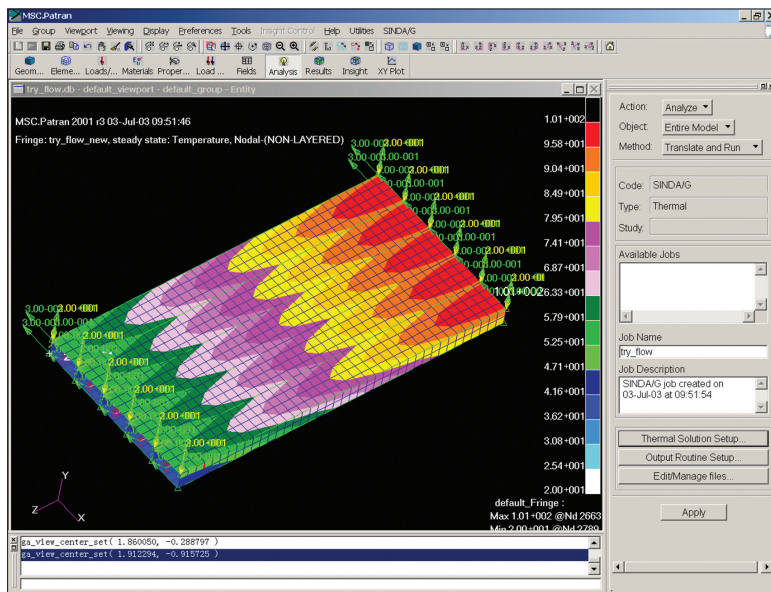 MSC.Patran
File Group Viewport Viewing Display Preferences Tools Insight Control Help Utilities SINDA/G
Geom... Eleme... Loads/... Materials Proper... Load ... Fields Analysis Results Insight XY Plot
try_flow.db - default_viewport - default_group - Entity
MSC.Patran 2001 r3 03-Jul-03 09:51:46
Fringe: try_flow_new, steady state: Temperature, Nodal-(NON-LAYERED)
1.01+002
9.58+001
9.04+001
8.49+001
7.95+001
7.41+001
6.87+001
6.33+001
5.79+001
5.25+001
4.71+001
4.16+001
3.62+001
3.08+001
2.54+001
2.00+001
1.01+002
Y
Z
X
default_Fringe :
Max 1.01+002 @Nd 2663
Min 2.00+001 @Nd 2789
ga_view_center_set( 1.860050, -0.288797 )
ga_view_center_set( 1.912294, -0.915725 )
Action: Analyze
Object: Entire Model
Method: Translate and Run
Code: SINDA/G
Type: Thermal
Study:
Available Jobs
Job Name
try_flow
Job Description
SINDA/G job created on
03-Jul-03 at 09:51:54
Thermal Solution Setup...
Output Routine Setup...
Edit/Manage files...
Apply